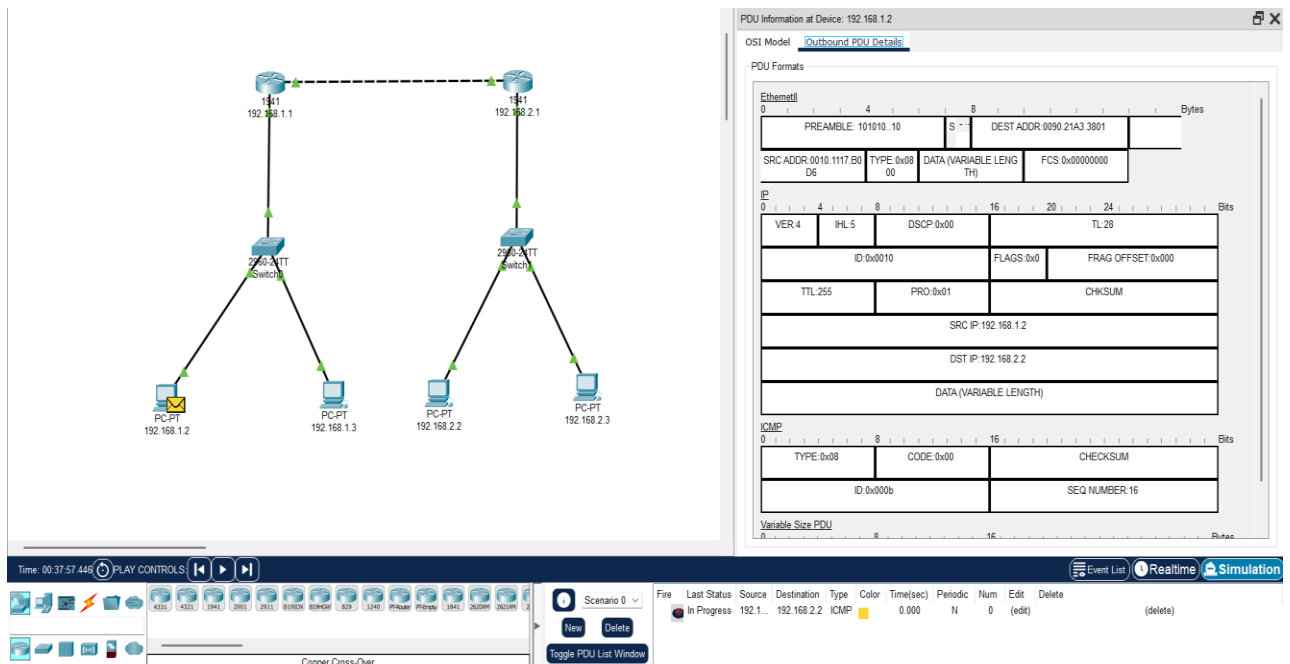 PDU Information at Device: 192.168.1.2
OSI Model Outbound PDU Details
PDU Formats
EthernetII
0 4 8 Bytes
PREAMBLE: 101010..10 S DEST ADDR:0090.21A3.3801
SRC ADDR:0010.1117.B0
D6
TYPE:0x08
00
DATA (VARIABLE LENG
TH)
FCS:0x00000000
IP
0 4 8 16 20 24 Bits
VER:4 IHL:5 DSCP:0x00 TL:28
ID:0x0010 FLAGS:0x0 FRAG OFFSET:0x000
TTL:255 PRO:0x01 CHKSUM
SRC IP:192.168.1.2
DST IP:192.168.2.2
DATA (VARIABLE LENGTH)
ICMP
0 8 16 Bits
TYPE:0x08 CODE:0x00 CHECKSUM
ID:0x000b SEQ NUMBER:16
Variable Size PDU
0 8 16 Bytes
1941
192.168.1.1
1941
192.168.2.1
2960-24TT
Switch0
2960-24TT
PC-PT
192.168.1.2
PC-PT
192.168.1.3
PC-PT
192.168.2.2
PC-PT
192.168.2.3
Time: 00:37:57.446 PLAY CONTROLS: Event List Realtime Simulation
4331 4321 1941 2901 2911 819IOX 819HGW 829 1240 PT-Router PT-Empty 1841 2620XM 2621XM 2
Copper Cross-Over
Scenario 0
New Delete
Toggle PDU List Window
Fire Last Status Source Destination Type Color Time(sec) Periodic Num Edit Delete
In Progress 192.1... 192.168.2.2 ICMP 0.000 N 0 (edit) (delete)